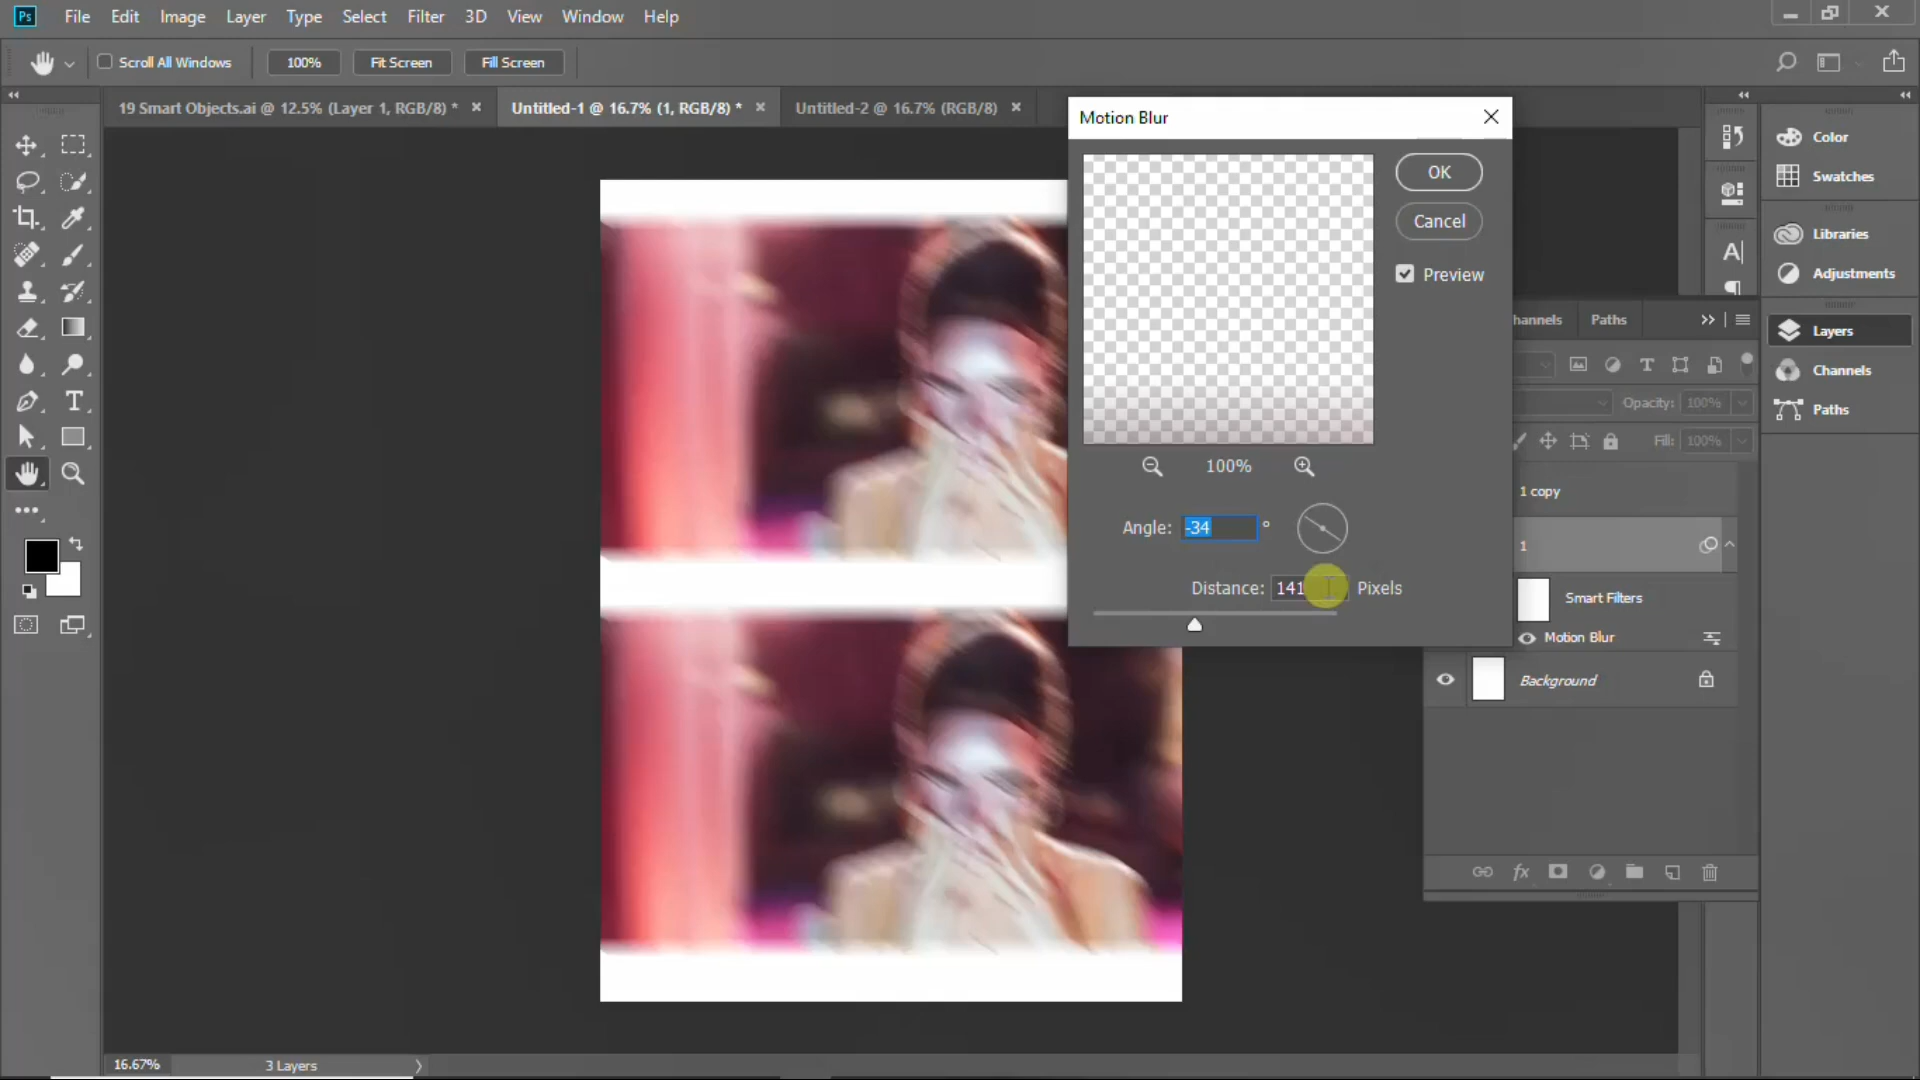 Ps File Edit Image Layer Type Select Filter 3D View Window Help
Scroll All Windows 100% Fit Screen Fill Screen
19 Smart Objects.ai @ 12.5% (Layer 1, RGB/8) * Untitled-1 @ 16.7% (1, RGB/8) * Untitled-2 @ 16.7% (RGB/8)
Motion Blur
OK
Cancel
Preview
100%
Angle: -34 °
Distance: 141 Pixels
Color
Swatches
Libraries
Adjustments
Layers
Channels
Paths
hannels Paths
Opacity: 100%
Fill: 100%
1 copy
1
Smart Filters
Motion Blur
Background
fx
16.67% 3 Layers